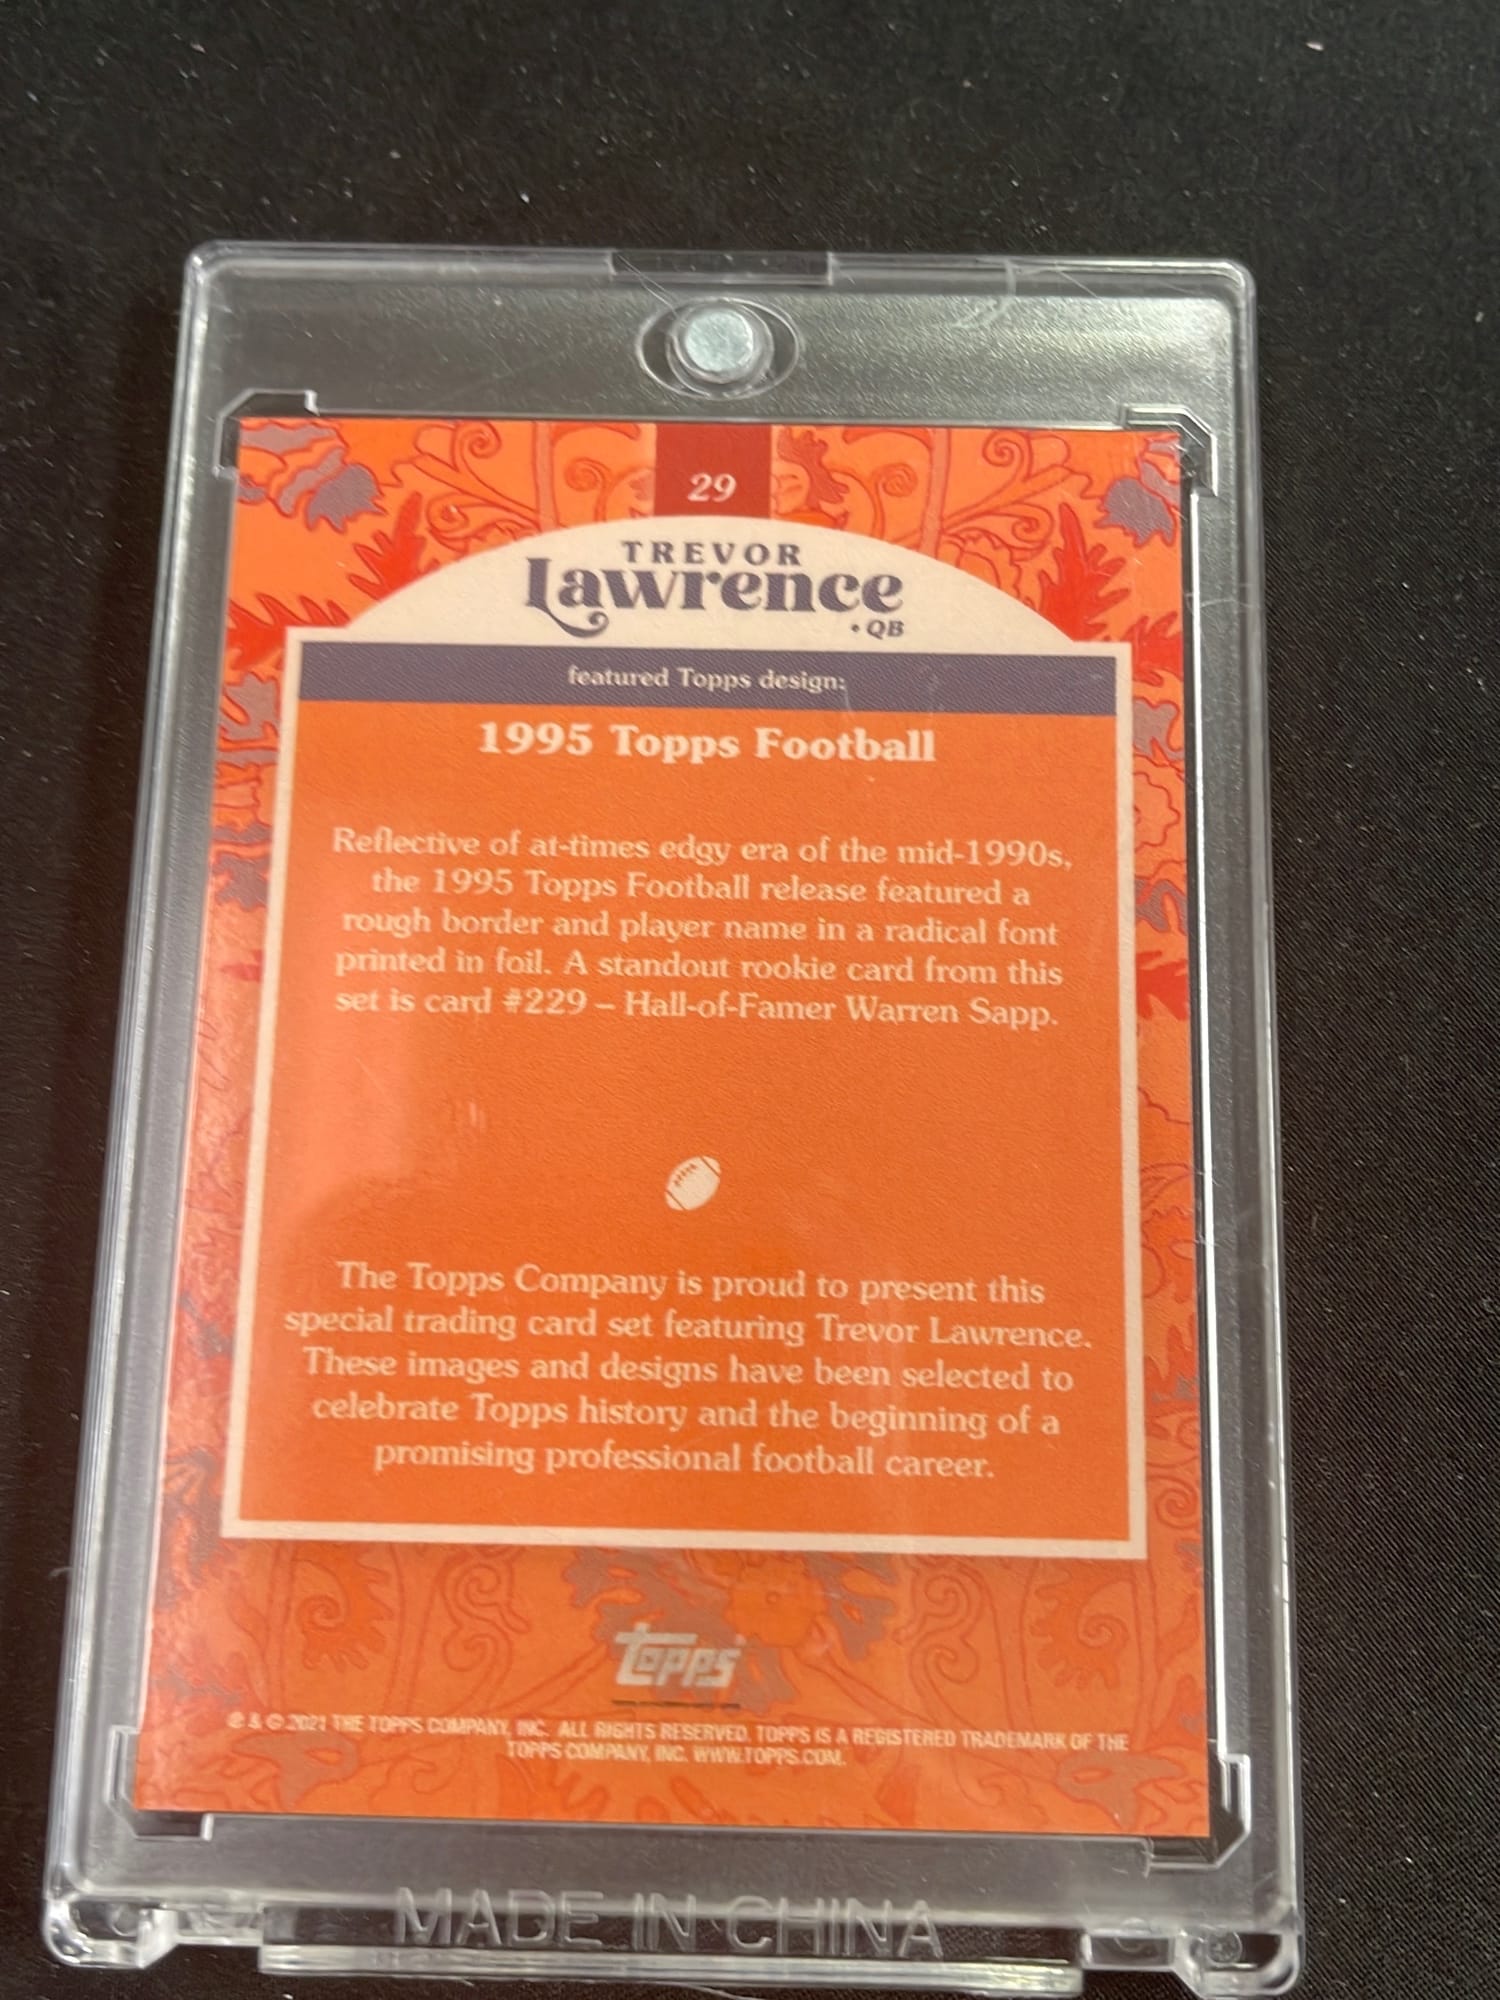 29
TREVOR
Lawrence
• QB
featured Topps design:
1995 Topps Football
Reflective of at-times edgy era of the mid-1990s,
the 1995 Topps Football release featured a
rough border and player name in a radical font
printed in foil. A standout rookie card from this
set is card #229 – Hall-of-Famer Warren Sapp.
The Topps Company is proud to present this
special trading card set featuring Trevor Lawrence.
These images and designs have been selected to
celebrate Topps history and the beginning of a
promising professional football career.
topps
® & © 2021 THE TOPPS COMPANY, INC. ALL RIGHTS RESERVED. TOPPS IS A REGISTERED TRADEMARK OF THE
TOPPS COMPANY, INC. WWW.TOPPS.COM.
MADE IN CHINA